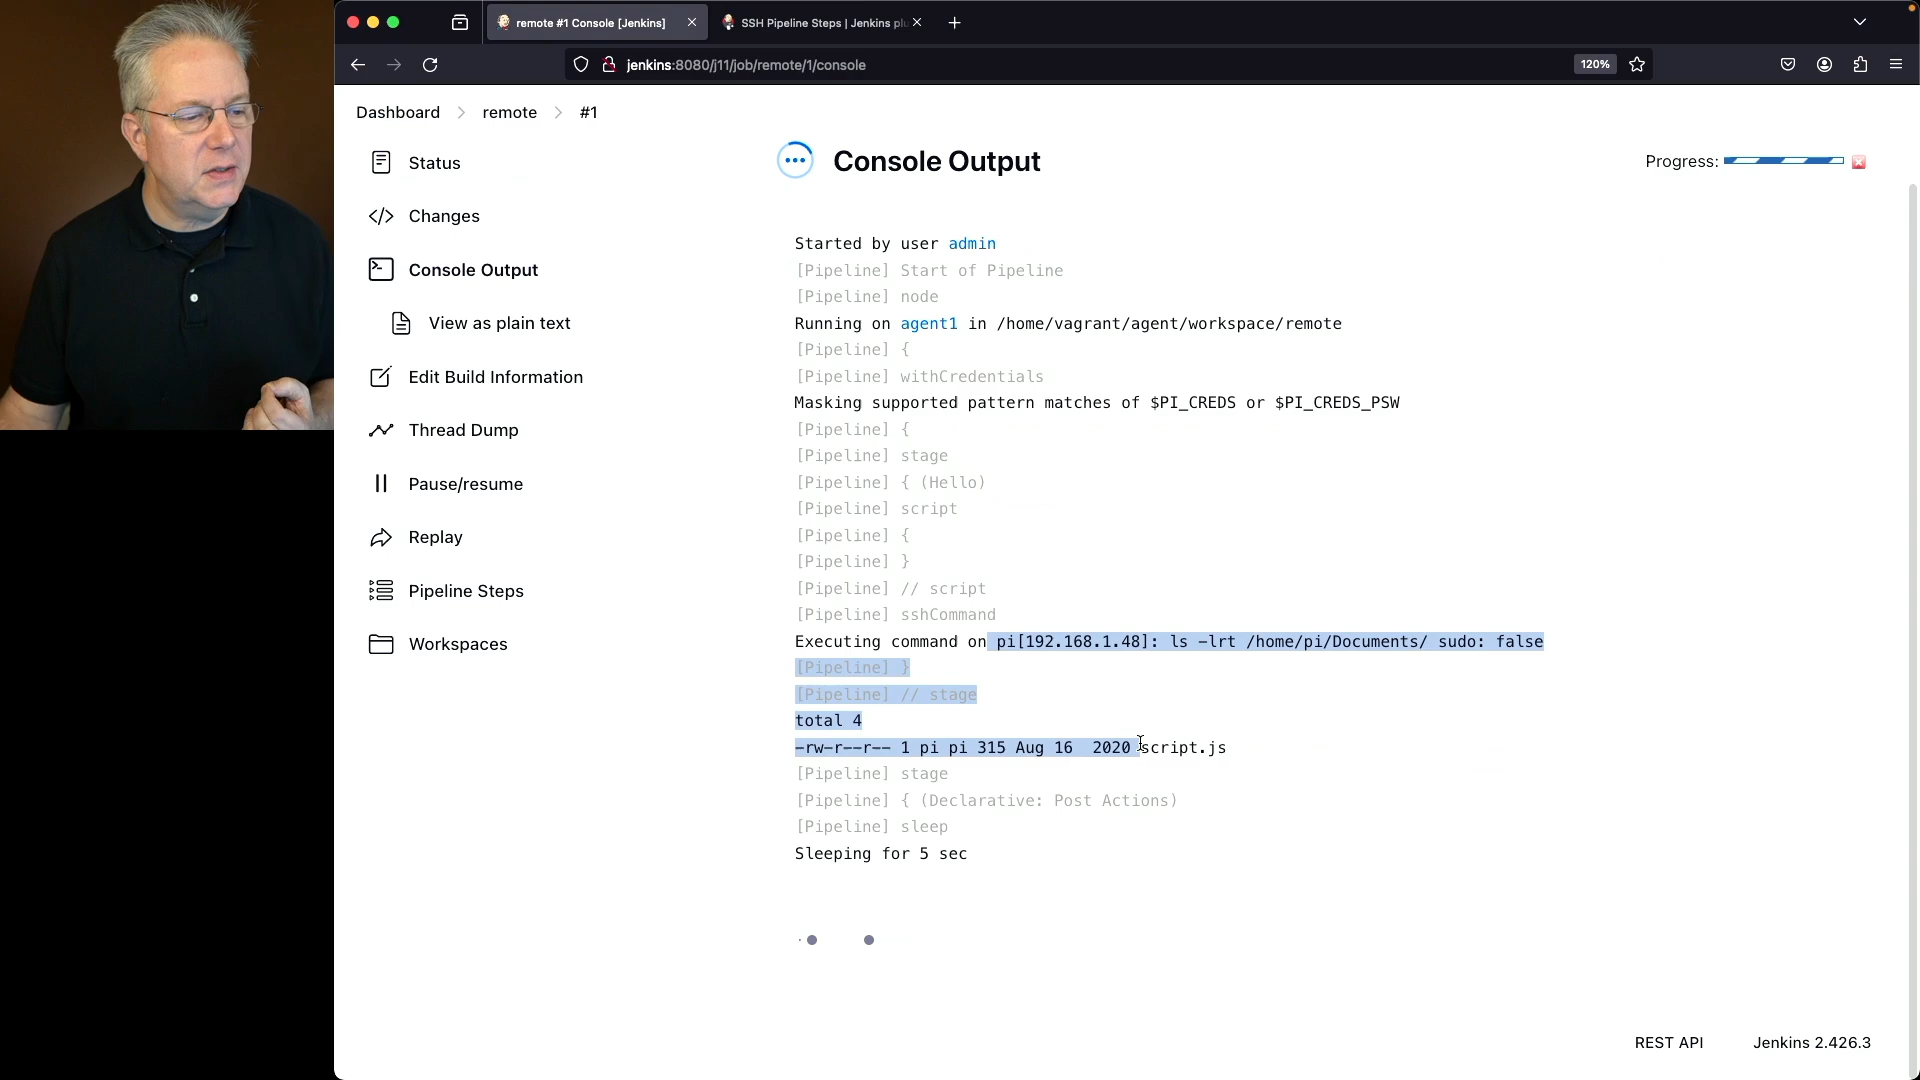 remote #1 Console [Jenkins]
SSH Pipeline Steps | Jenkins plu
jenkins:8080/j11/job/remote/1/console
120%
Dashboard
remote
#1
Status
Changes
Console Output
View as plain text
Edit Build Information
Thread Dump
Pause/resume
Replay
Pipeline Steps
Workspaces
Console Output
Progress:
Started by user admin
[Pipeline] Start of Pipeline
[Pipeline] node
Running on agent1 in /home/vagrant/agent/workspace/remote
[Pipeline] {
[Pipeline] withCredentials
Masking supported pattern matches of $PI_CREDS or $PI_CREDS_PSW
[Pipeline] {
[Pipeline] stage
[Pipeline] { (Hello)
[Pipeline] script
[Pipeline] {
[Pipeline] }
[Pipeline] // script
[Pipeline] sshCommand
Executing command on pi[192.168.1.48]: ls -lrt /home/pi/Documents/ sudo: false
[Pipeline] }
[Pipeline] // stage
total 4
-rw-r--r-- 1 pi pi 315 Aug 16  2020 script.js
[Pipeline] stage
[Pipeline] { (Declarative: Post Actions)
[Pipeline] sleep
Sleeping for 5 sec
REST API
Jenkins 2.426.3